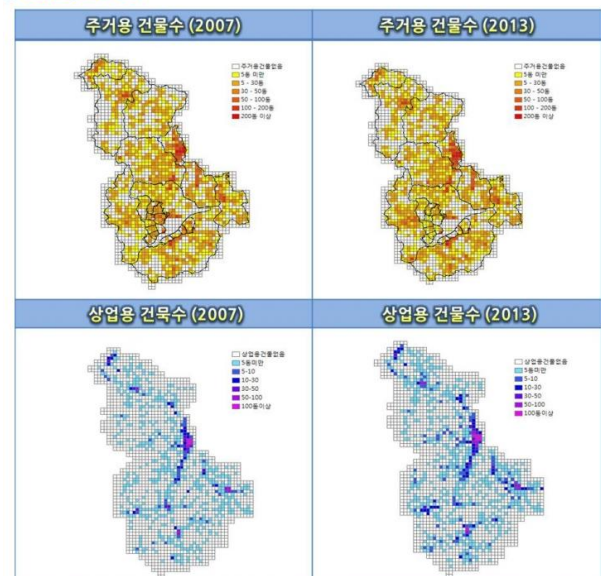 주거용 건물수 (2007)
주거용 건물수 (2013)
주거용건물없음
5동 미만
5 - 30동
30 - 50동
50 - 100동
100 - 200동
200동 이상
주거용건물없음
5동 미만
5 - 30동
30 - 50동
50 - 100동
100 - 200동
200동 이상
상업용 건묵수 (2007)
상업용 건물수 (2013)
상업용건물없음
5동미만
5-10
10-30
30-50
50-100
100동이상
상업용건물없음
5동미만
5-10
10-30
30-50
50-100
100동이상